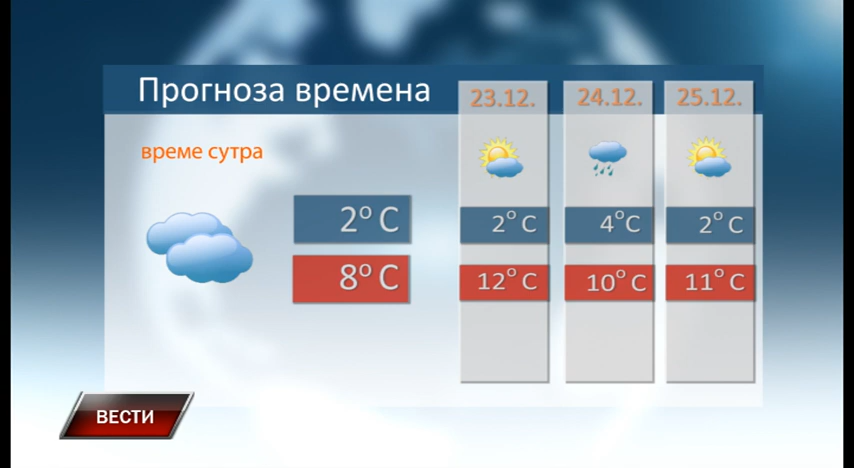 Прогноза времена
време сутра
2° C
8° C
23.12.
2° C
12° C
24.12.
4°C
10° C
25.12.
2° C
11° C
ВЕСТИ